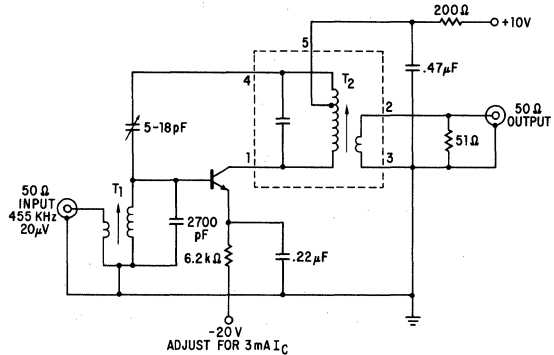 200Ω
+10V
5
4
T2
.47μF
5-18pF
2
50Ω
OUTPUT
51Ω
1
3
50Ω
INPUT
455 KHz
20μV
T1
2700
pF
6.2kΩ
.22μF
-20V
ADJUST FOR 3mA IC